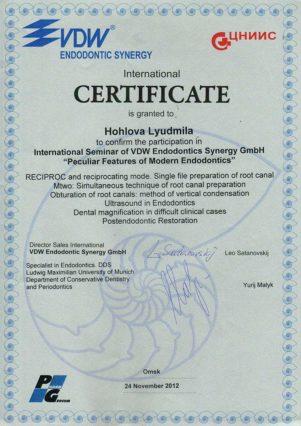 VDW®
ENDODONTIC SYNERGY
ЦНИИС
International
CERTIFICATE
is granted to
Hohlova Lyudmila
to confirm the participation in
International Seminar of VDW Endodontics Synergy GmbH
"Peculiar Features of Modern Endodontics"
RECIPROC and reciprocating mode. Single file preparation of root canal
Mtwo: Simultaneous technique of root canal preparation
Obturation of root canals: method of vertical condensation
Ultrasound in Endodontics
Dental magnification in difficult clinical cases
Postendodontic Restoration
Director Sales International
VDW Endodontic Synergy GmbH
Leo Satanovskij
Specialist in Endodontics. DDS
Ludwig Maximilian University of Munich
Department of Conservative Dentistry
and Periodontics
Yurij Malyk
Omsk
24 November 2012
P
G